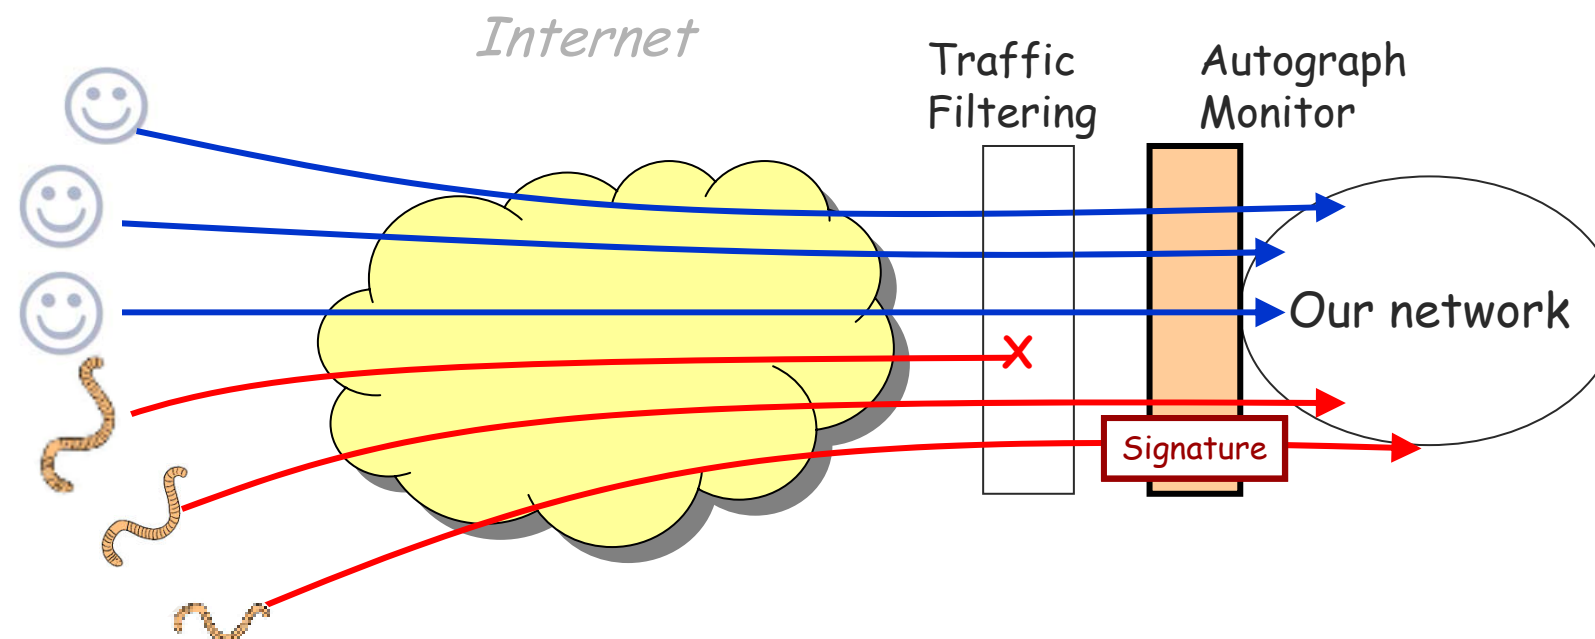 Internet
Traffic
Filtering
Autograph
Monitor
X
Our network
Signature